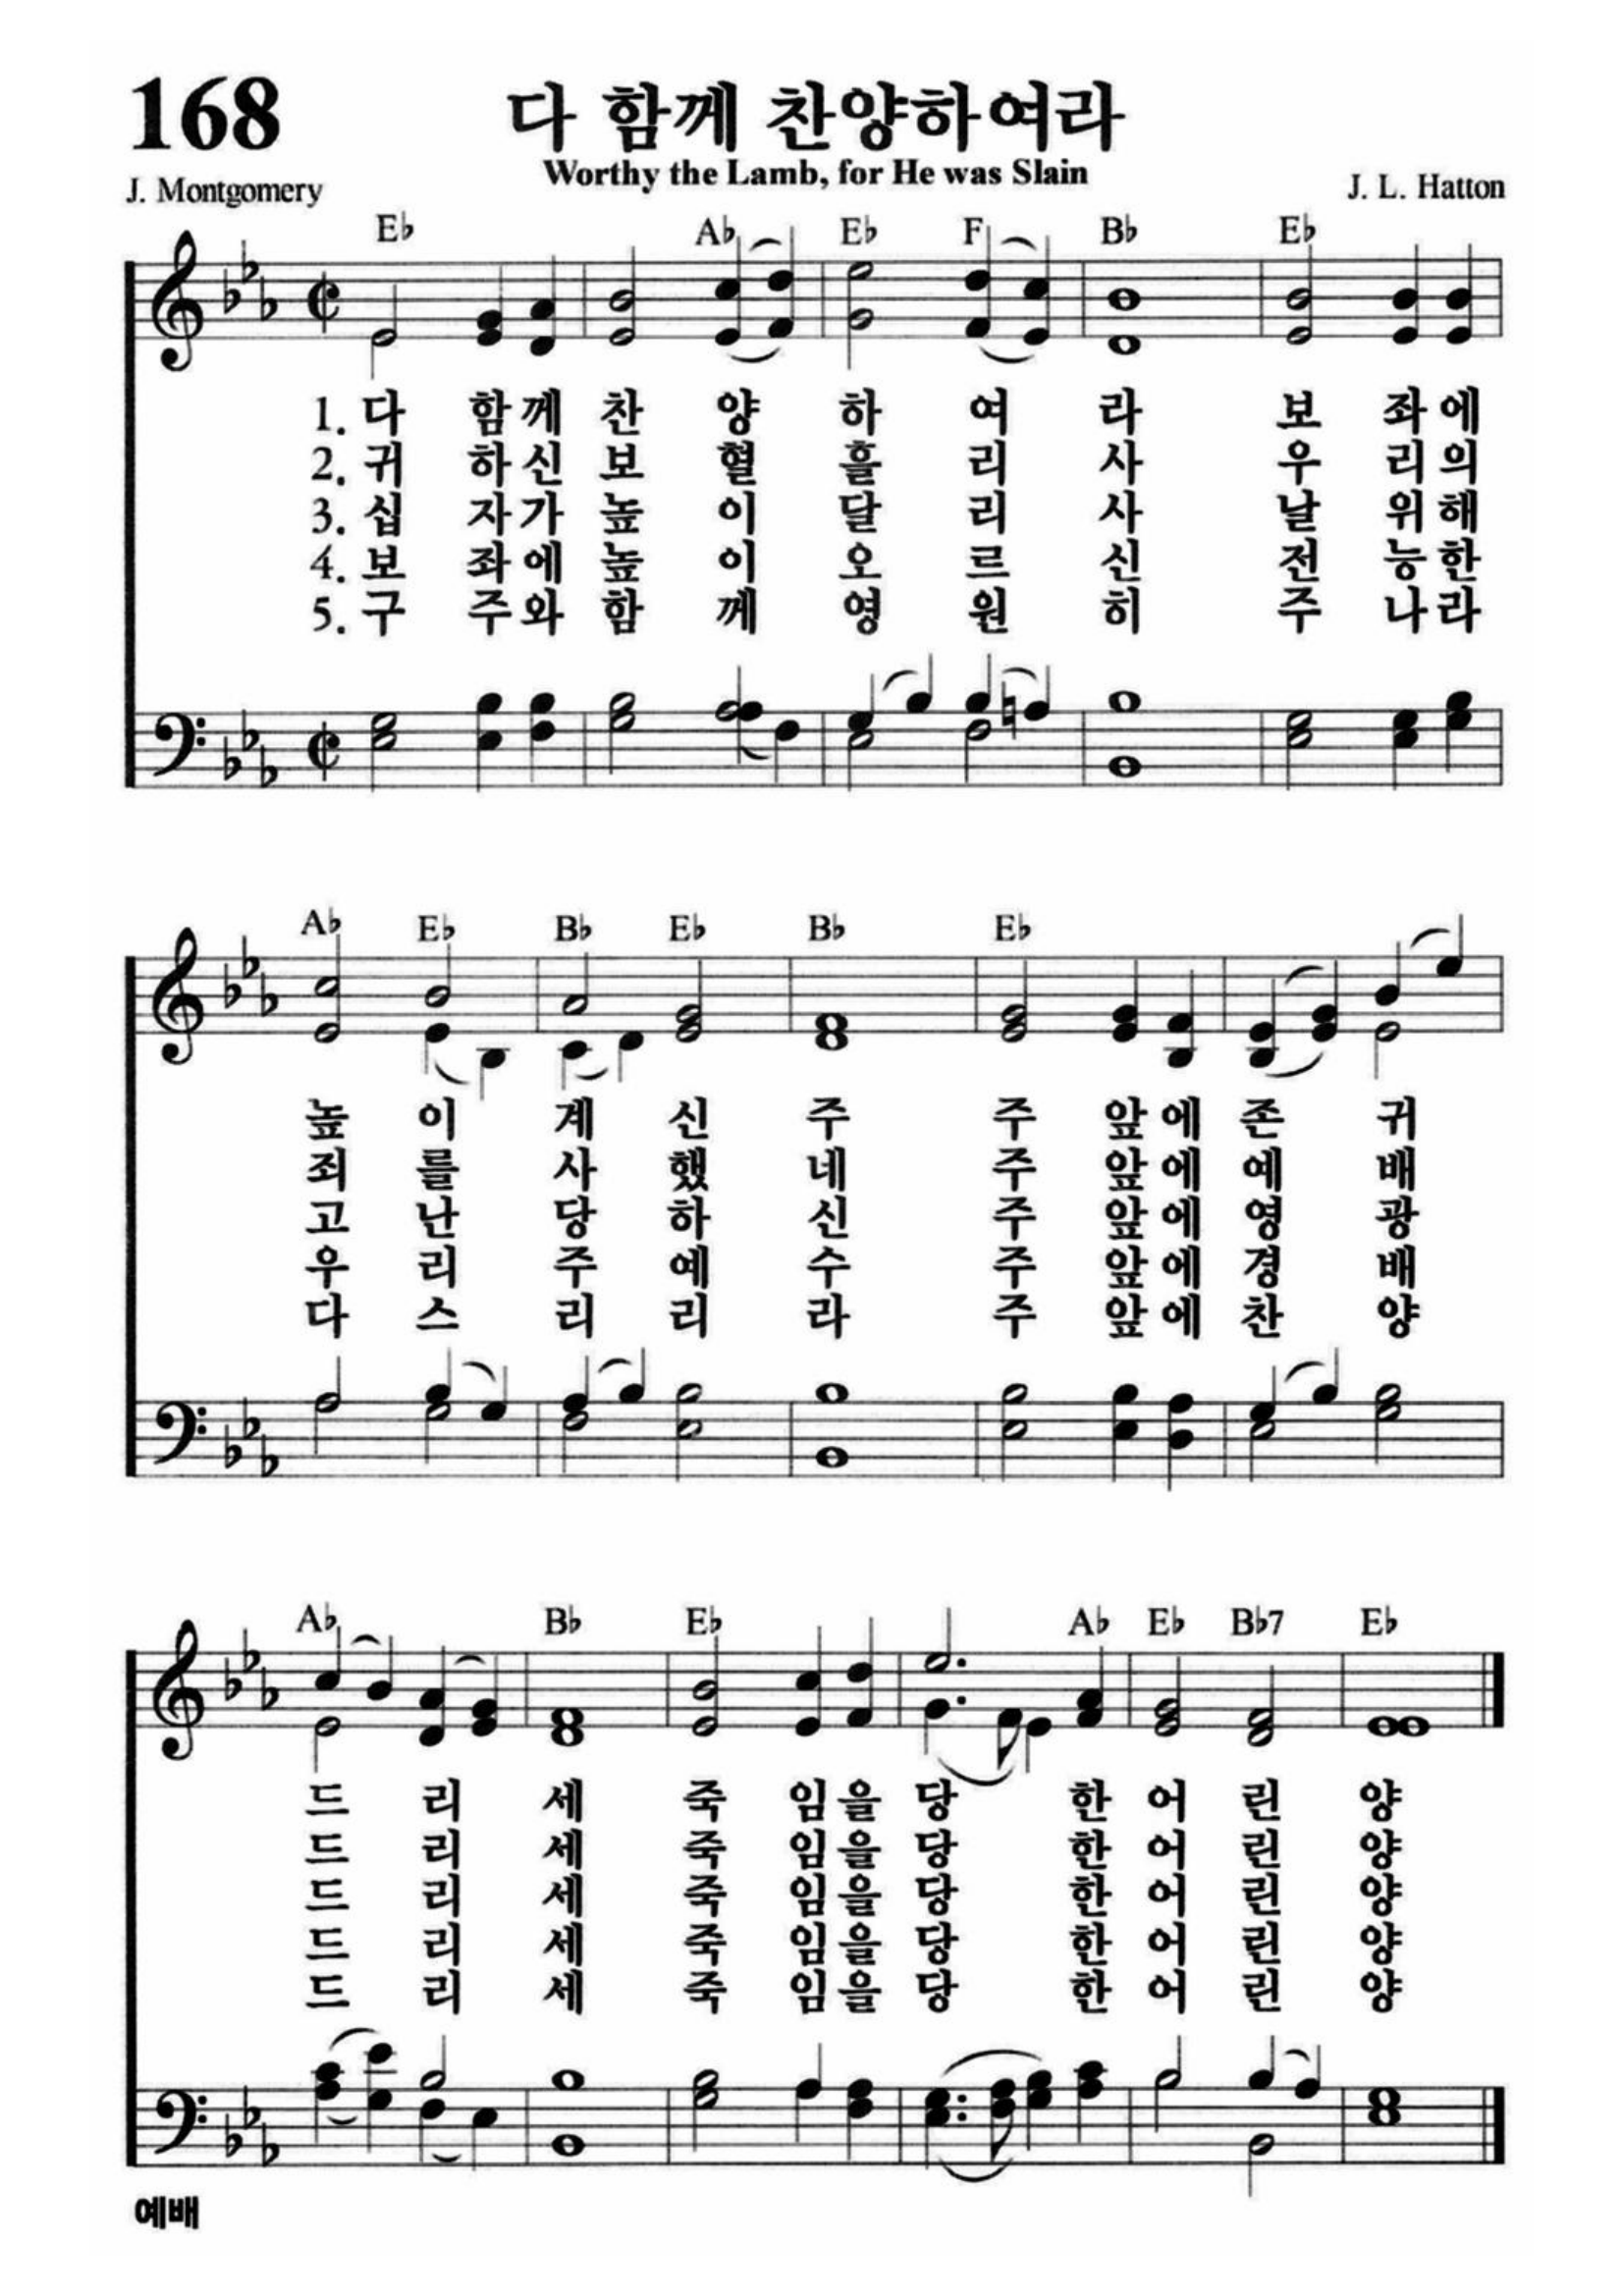 168
다 함께 찬양하여라
Worthy the Lamb, for He was Slain
J. Montgomery
J. L. Hatton
E♭ A♭ E♭ F B♭ E♭
1. 다 함께 찬 양 하 여 라 보 좌에
2. 귀 하신 보 혈 흘 리 사 우 리의
3. 십 자가 높 이 달 리 사 날 위해
4. 보 좌에 높 이 오 르 신 전 능한
5. 구 주와 함 께 영 원 히 주 나라
A♭ E♭ B♭ E♭ B♭ E♭
높 이 계 신 주 주 앞에 존 귀
죄 를 사 했 네 주 앞에 예 배
고 난 당 하 신 주 앞에 영 광
우 리 주 예 수 주 앞에 경 배
다 스 리 리 라 주 앞에 찬 양
A♭ B♭ E♭ A♭ E♭ B♭7 E♭
드 리 세 죽 임을 당 한 어 린 양
드 리 세 죽 임을 당 한 어 린 양
드 리 세 죽 임을 당 한 어 린 양
드 리 세 죽 임을 당 한 어 린 양
드 리 세 죽 임을 당 한 어 린 양
예배